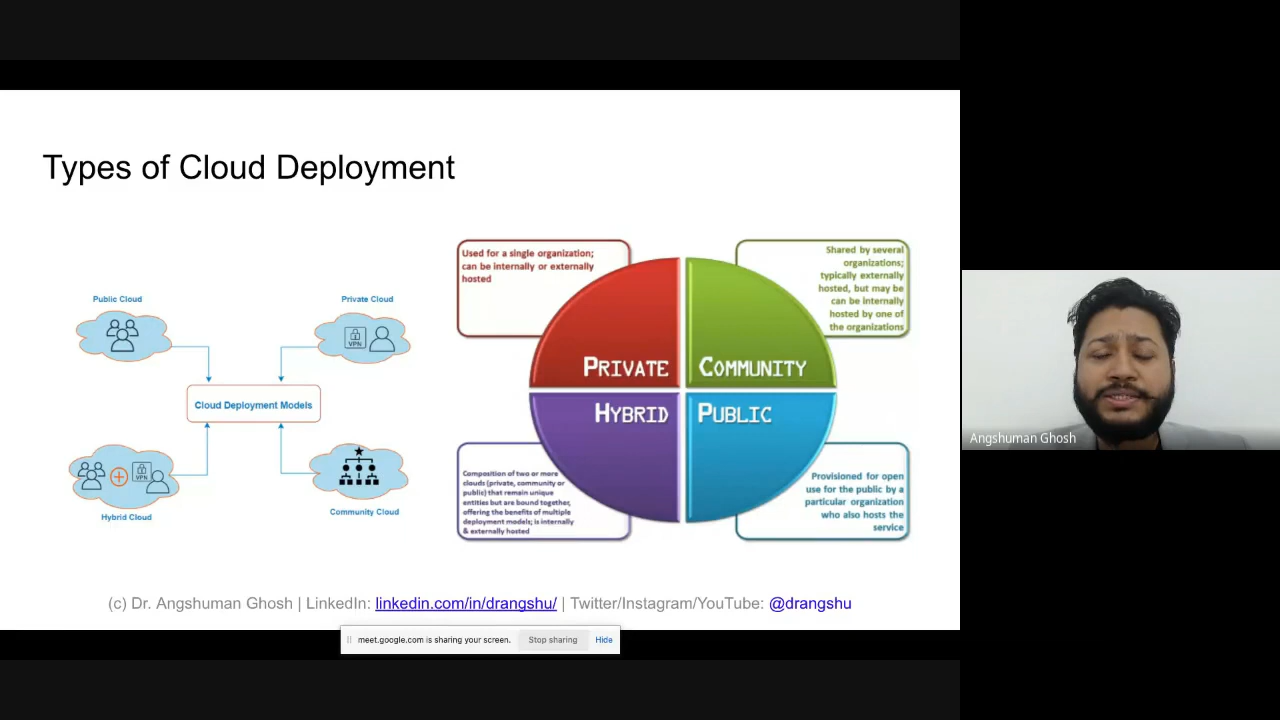 Types of Cloud Deployment
Public Cloud
Private Cloud
VPN
Cloud Deployment Models
VPN
Hybrid Cloud
Community Cloud
Used for a single organization;
can be internally or externally
hosted
Shared by several
organizations;
typically externally
hosted, but may be
can be internally
hosted by one of
the organizations
PRIVATE
COMMUNITY
HYBRID
PUBLIC
Composition of two or more
clouds (private, community or
public) that remain unique
entities but are bound together,
offering the benefits of multiple
deployment models; is internally
& externally hosted
Provisioned for open
use for the public by a
particular organization
who also hosts the
service
(c) Dr. Angshuman Ghosh | LinkedIn: linkedin.com/in/drangshu/ | Twitter/Instagram/YouTube: @drangshu
meet.google.com is sharing your screen. Stop sharing Hide
Angshuman Ghosh